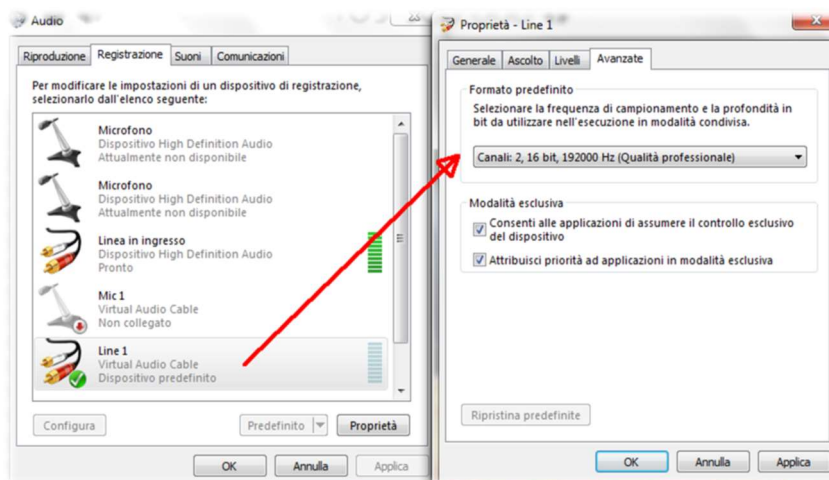 Audio
Riproduzione
Registrazione
Suoni
Comunicazioni
Per modificare le impostazioni di un dispositivo di registrazione,
selezionarlo dall'elenco seguente:
Microfono
Dispositivo High Definition Audio
Attualmente non disponibile
Microfono
Dispositivo High Definition Audio
Attualmente non disponibile
Linea in ingresso
Dispositivo High Definition Audio
Pronto
Mic 1
Virtual Audio Cable
Non collegato
Line 1
Virtual Audio Cable
Dispositivo predefinito
Configura
Predefinito
Proprietà
OK
Annulla
Applica
Proprietà - Line 1
Generale
Ascolto
Livelli
Avanzate
Formato predefinito
Selezionare la frequenza di campionamento e la profondità in
bit da utilizzare nell'esecuzione in modalità condivisa.
Canali: 2, 16 bit, 192000 Hz (Qualità professionale)
Modalità esclusiva
Consenti alle applicazioni di assumere il controllo esclusivo
del dispositivo
Attribuisci priorità ad applicazioni in modalità esclusiva
Ripristina predefinite
OK
Annulla
Applica